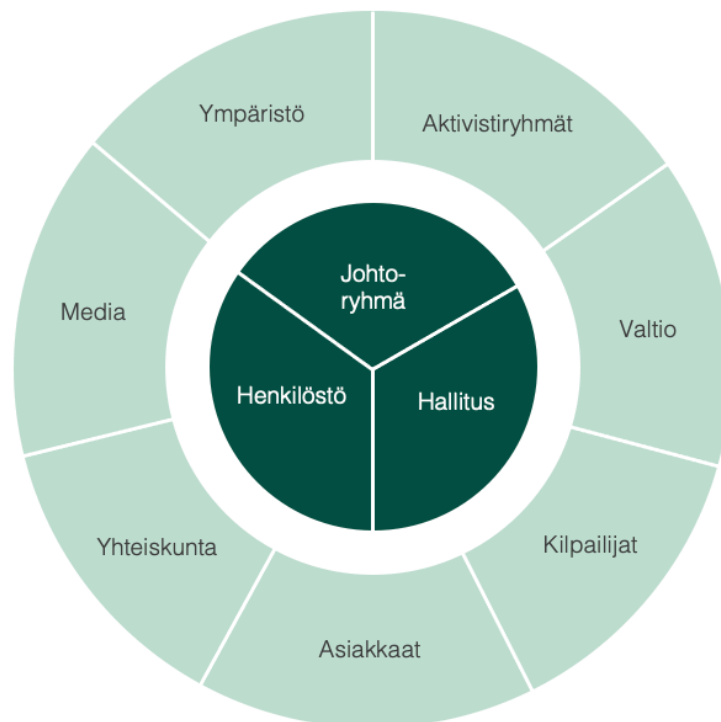 Ympäristö
Aktivistiryhmät
Media
Johto-
ryhmä
Valtio
Henkilöstö
Hallitus
Yhteiskunta
Kilpailijat
Asiakkaat